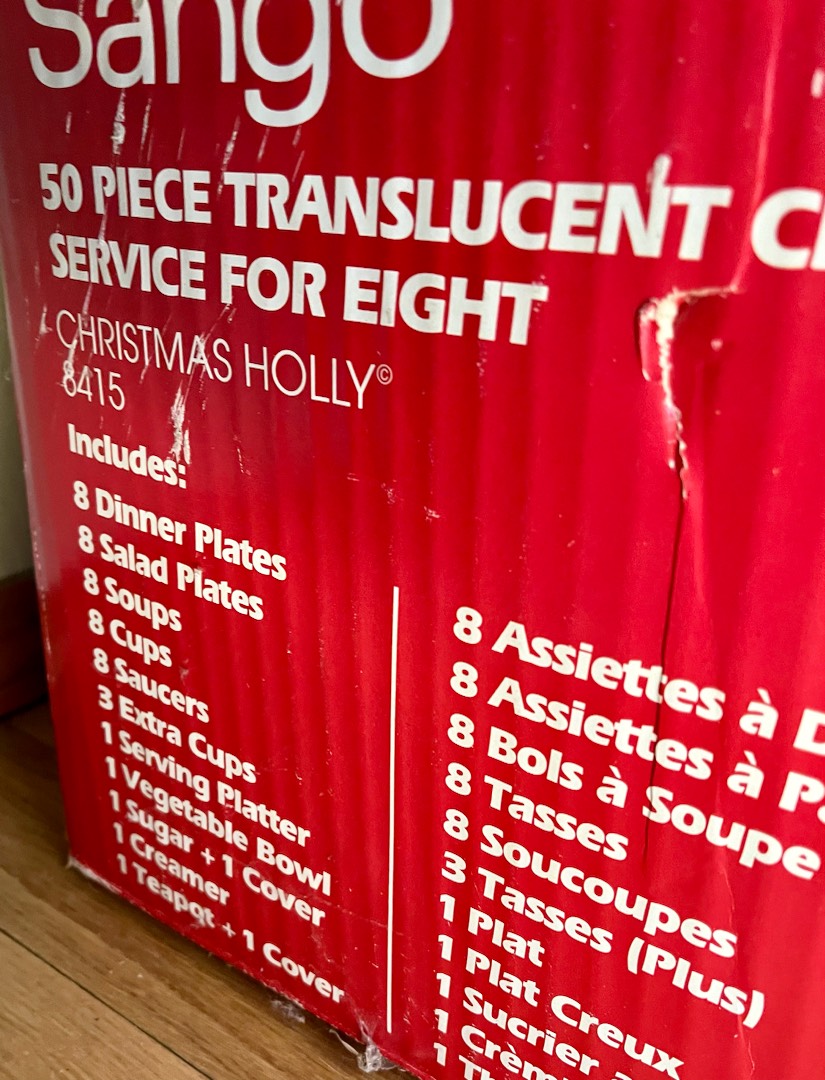 Sango
50 PIECE TRANSLUCENT
SERVICE FOR EIGHT
CHRISTMAS HOLLY©
8415
Includes:
8 Dinner Plates
8 Salad Plates
8 Soups
8 Cups
8 Saucers
3 Extra Cups
1 Serving Platter
1 Vegetable Bowl
1 Sugar + 1 Cover
1 Creamer
1 Teapot + 1 Cover
8 Assiettes à
8 Assiettes à
8 Bols à Soupe
8 Tasses
8 Soucoupes
3 Tasses (Plus)
1 Plat
1 Plat Creux
1 Sucrier
1
1